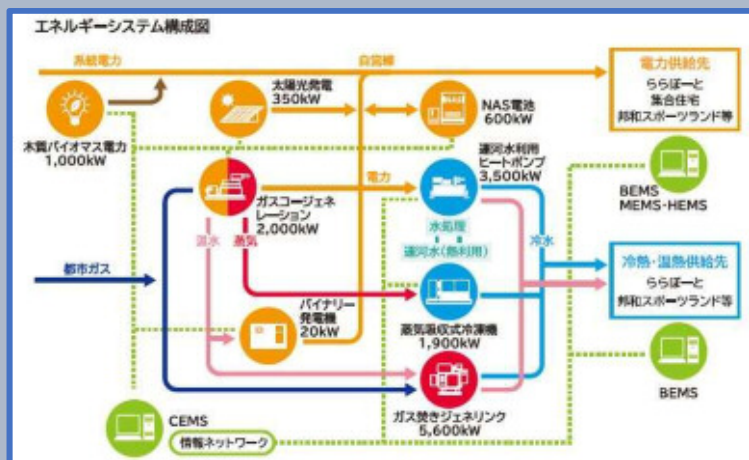 エネルギーシステム構成図
系統電力
自営線
電力供給先
ららぽーと
集合住宅
邦和スポーツランド等
太陽光発電
350kW
NAS電池
600kW
木質バイオマス電力
1,000kW
運河水利用
ヒートポンプ
3,500kW
電力
ガスコージェネ
レーション
2,000kW
BEMS
MEMS・HEMS
温水
蒸気
水処理
運河水(熱利用)
冷水
都市ガス
冷熱・温熱供給先
ららぽーと
邦和スポーツランド等
バイナリー
発電機
20kW
蒸気吸収式冷凍機
1,900kW
ガス焚きジェネリンク
5,600kW
BEMS
CEMS
情報ネットワーク